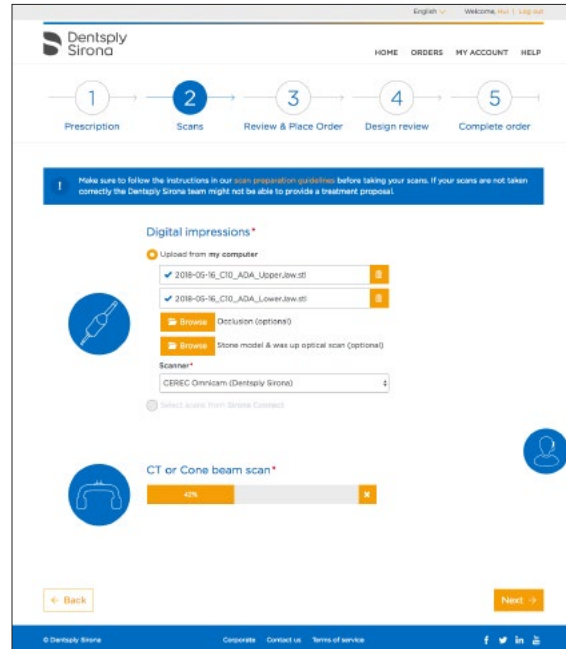 English
Welcome, Hui | Log out
Dentsply
Sirona
HOME ORDERS MY ACCOUNT HELP
1 2 3 4 5
Prescription Scans Review & Place Order Design review Complete order
! Make sure to follow the instructions in our scan preparation guidelines before taking your scans. If your scans are not taken
correctly the Dentsply Sirona team might not be able to provide a treatment proposal.
Digital impressions*
Upload from my computer
2018-05-16_C10_ADA_UpperJaw.stl
2018-05-16_C10_ADA_LowerJaw.stl
Browse Occlusion (optional)
Browse Stone model & wax up optical scan (optional)
Scanner*
CEREC Omnicam (Dentsply Sirona)
Select scans from Sirona Connect
CT or Cone beam scan*
42%
← Back
Next →
© Dentsply Sirona Corporate Contact us Terms of service